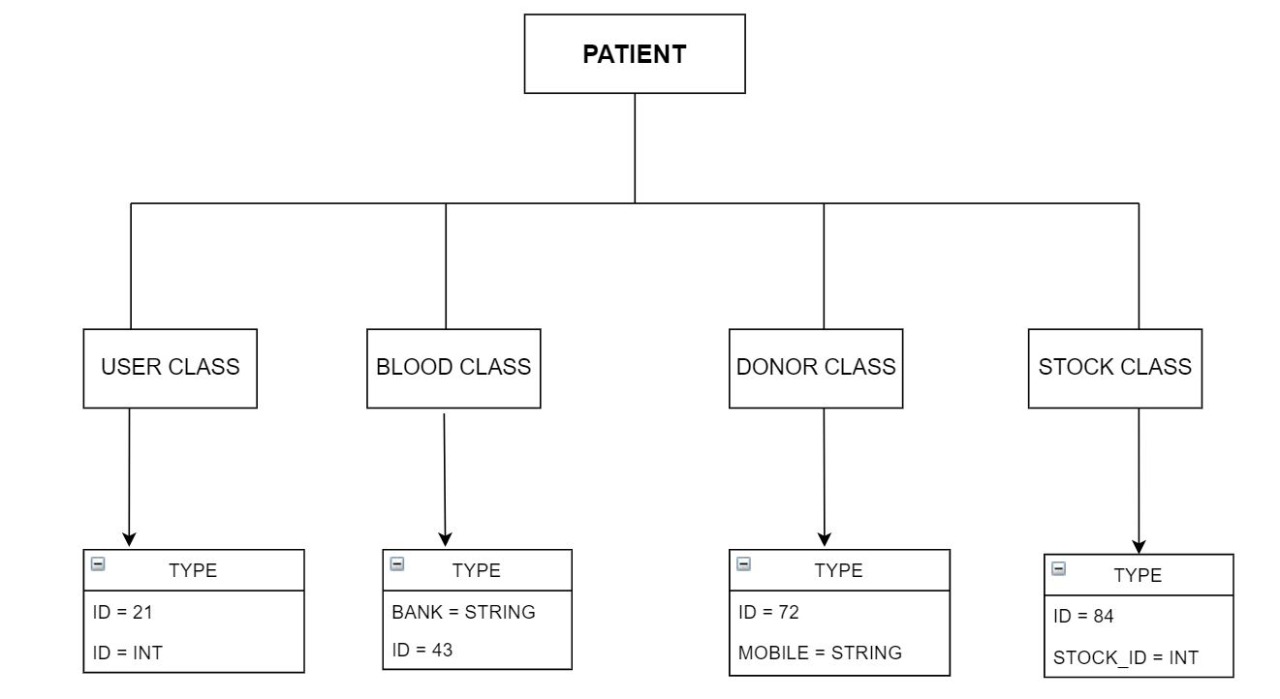 PATIENT
USER CLASS
BLOOD CLASS
DONOR CLASS
STOCK CLASS
TYPE
ID = 21
ID = INT
TYPE
BANK = STRING
ID = 43
TYPE
ID = 72
MOBILE = STRING
TYPE
ID = 84
STOCK_ID = INT